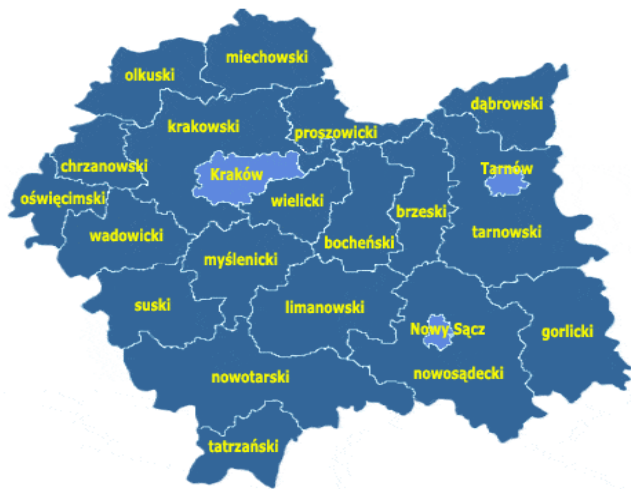 miechowski
olkuski
dąbrowski
krakowski
proszowicki
chrzanowski
Kraków
Tarnów
oświęcimski
wielicki
brzeski
wadowicki
tarnowski
bocheński
myślenicki
suski
limanowski
Nowy Sącz
gorlicki
nowotarski
nowosądecki
tatrzański